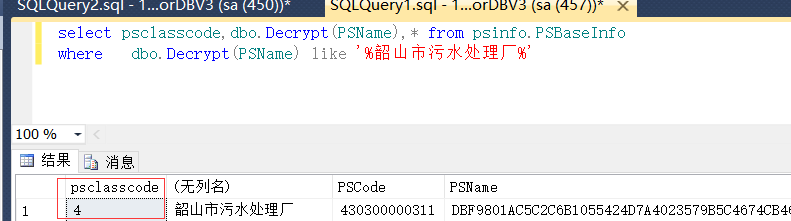 SQLQuery2.sql - 1...orDBV3 (sa (450))* SQLQuery1.sql - 1...orDBV3 (sa (457))*
select psclasscode,dbo.Decrypt(PSName),* from psinfo.PSBaseInfo
where dbo.Decrypt(PSName) like '%韶山市污水处理厂%'
100 %
结果 消息
psclasscode (无列名) PSCode PSName
1 4 韶山市污水处理厂 430300000311 DBF9801AC5C2C6B1055424D7A4023579B5C4674CB46